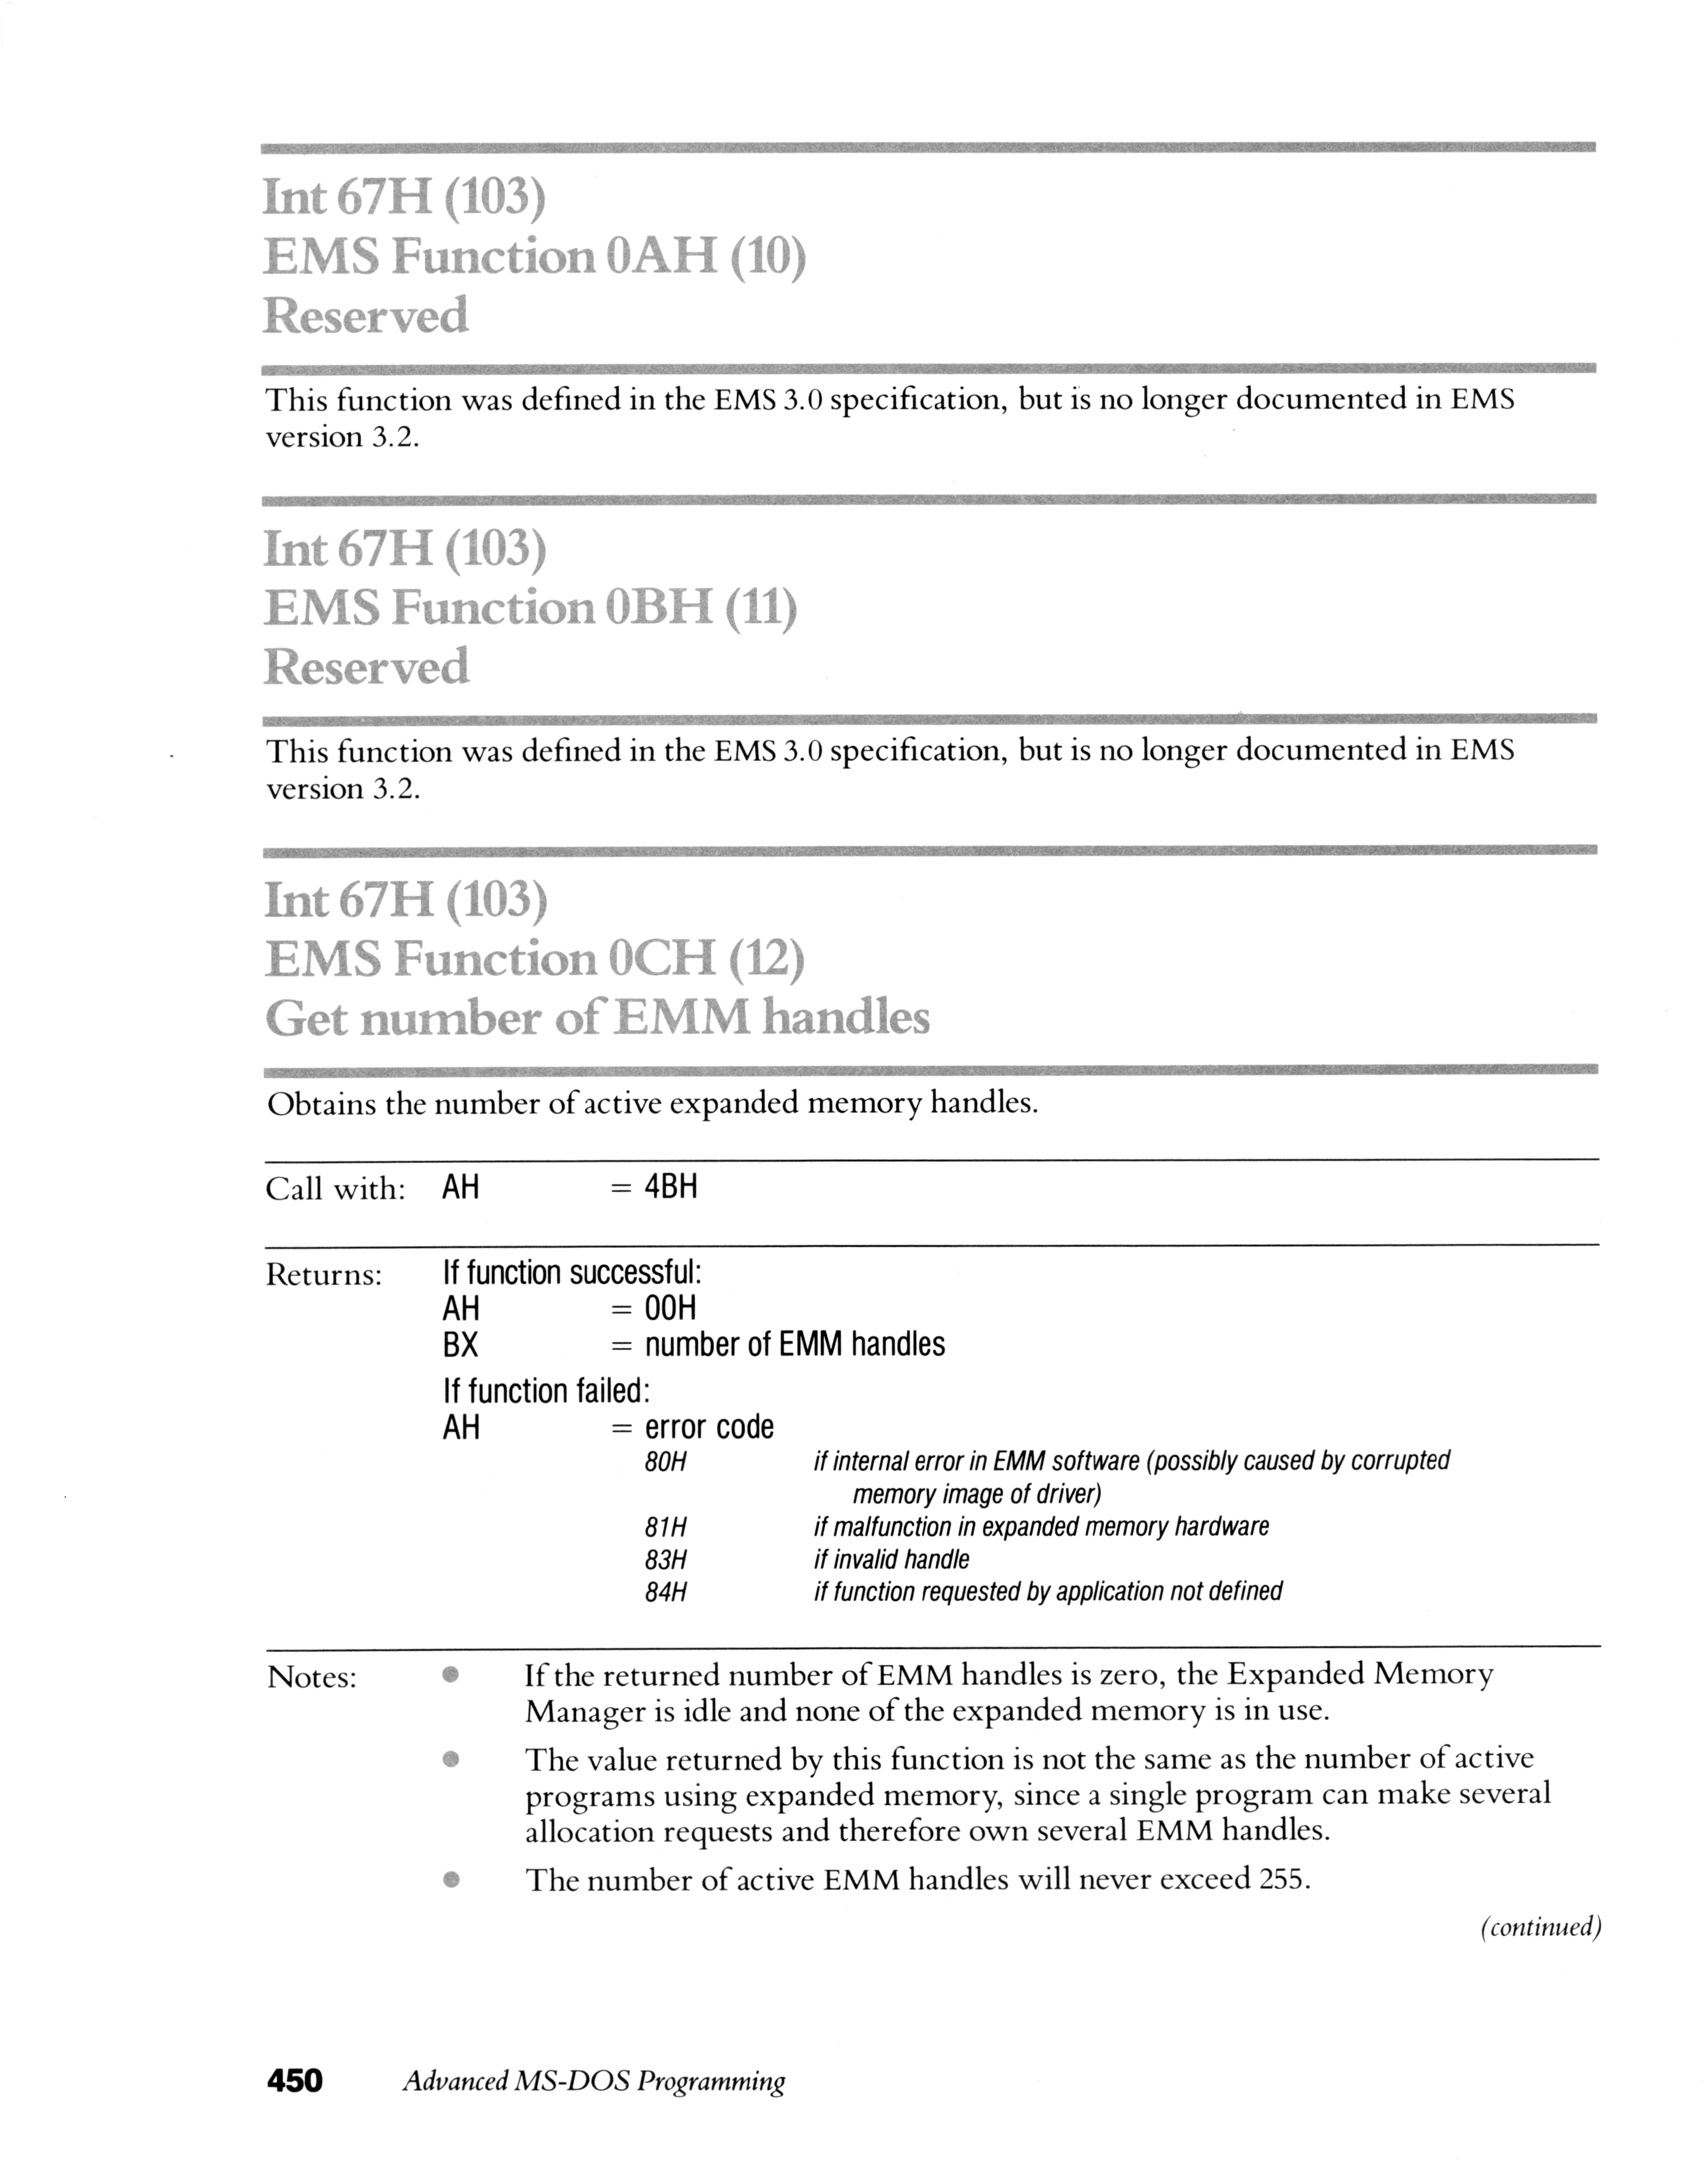 Int 67H (103)
EMS Function 0AH (10)
Reserved
This function was defined in the EMS 3.0 specification, but is no longer documented in EMS
version 3.2.
Int 67H (103)
EMS Function 0BH (11)
Reserved
This function was defined in the EMS 3.0 specification, but is no longer documented in EMS
version 3.2.
Int 67H (103)
EMS Function 0CH (12)
Get number of EMM handles
Obtains the number of active expanded memory handles.
Call with: AH = 4BH
Returns: If function successful:
AH = 00H
BX = number of EMM handles
If function failed:
AH = error code
80H if internal error in EMM software (possibly caused by corrupted
memory image of driver)
81H if malfunction in expanded memory hardware
83H if invalid handle
84H if function requested by application not defined
Notes: • If the returned number of EMM handles is zero, the Expanded Memory
Manager is idle and none of the expanded memory is in use.
• The value returned by this function is not the same as the number of active
programs using expanded memory, since a single program can make several
allocation requests and therefore own several EMM handles.
• The number of active EMM handles will never exceed 255.
(continued)
450 Advanced MS-DOS Programming